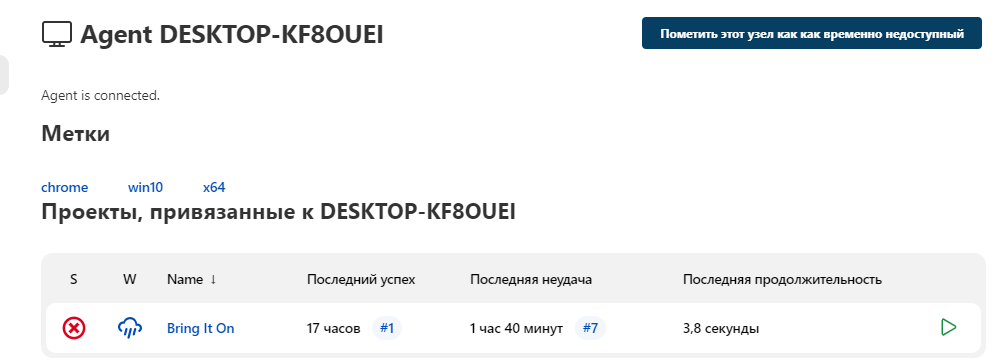 Agent DESKTOP-KF8OUEI
Пометить этот узел как как временно недоступный
Agent is connected.
Метки
chrome win10 x64
Проекты, привязанные к DESKTOP-KF8OUEI
S W Name ↓ Последний успех Последняя неудача Последняя продолжительность
Bring It On 17 часов #1 1 час 40 минут #7 3,8 секунды